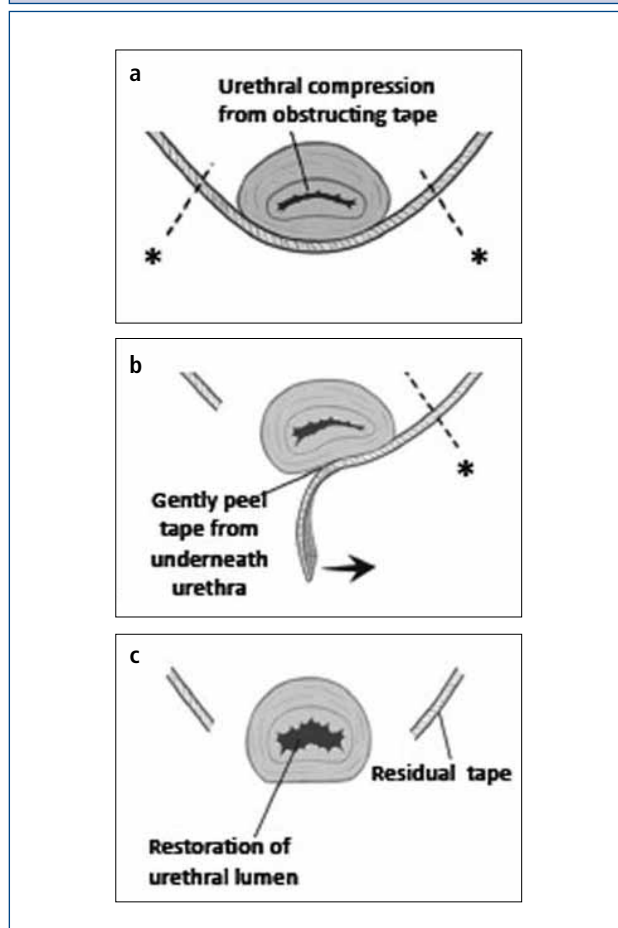 a
Urethral compression
from obstructing tape
*
*
b
*
Gently peel
tape from
underneath
urethra
c
Residual tape
Restoration of
urethral lumen